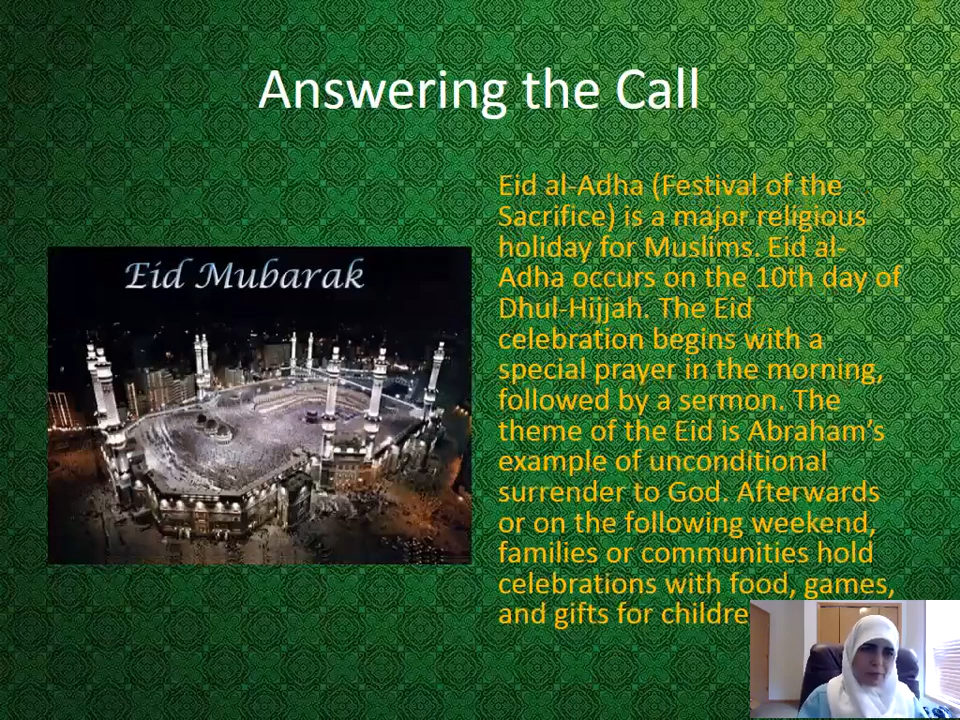 Answering the Call
Eid Mubarak
Eid al-Adha (Festival of the
Sacrifice) is a major religious
holiday for Muslims. Eid al-
Adha occurs on the 10th day of
Dhul-Hijjah. The Eid
celebration begins with a
special prayer in the morning,
followed by a sermon. The
theme of the Eid is Abraham’s
example of unconditional
surrender to God. Afterwards
or on the following weekend,
families or communities hold
celebrations with food, games,
and gifts for childre